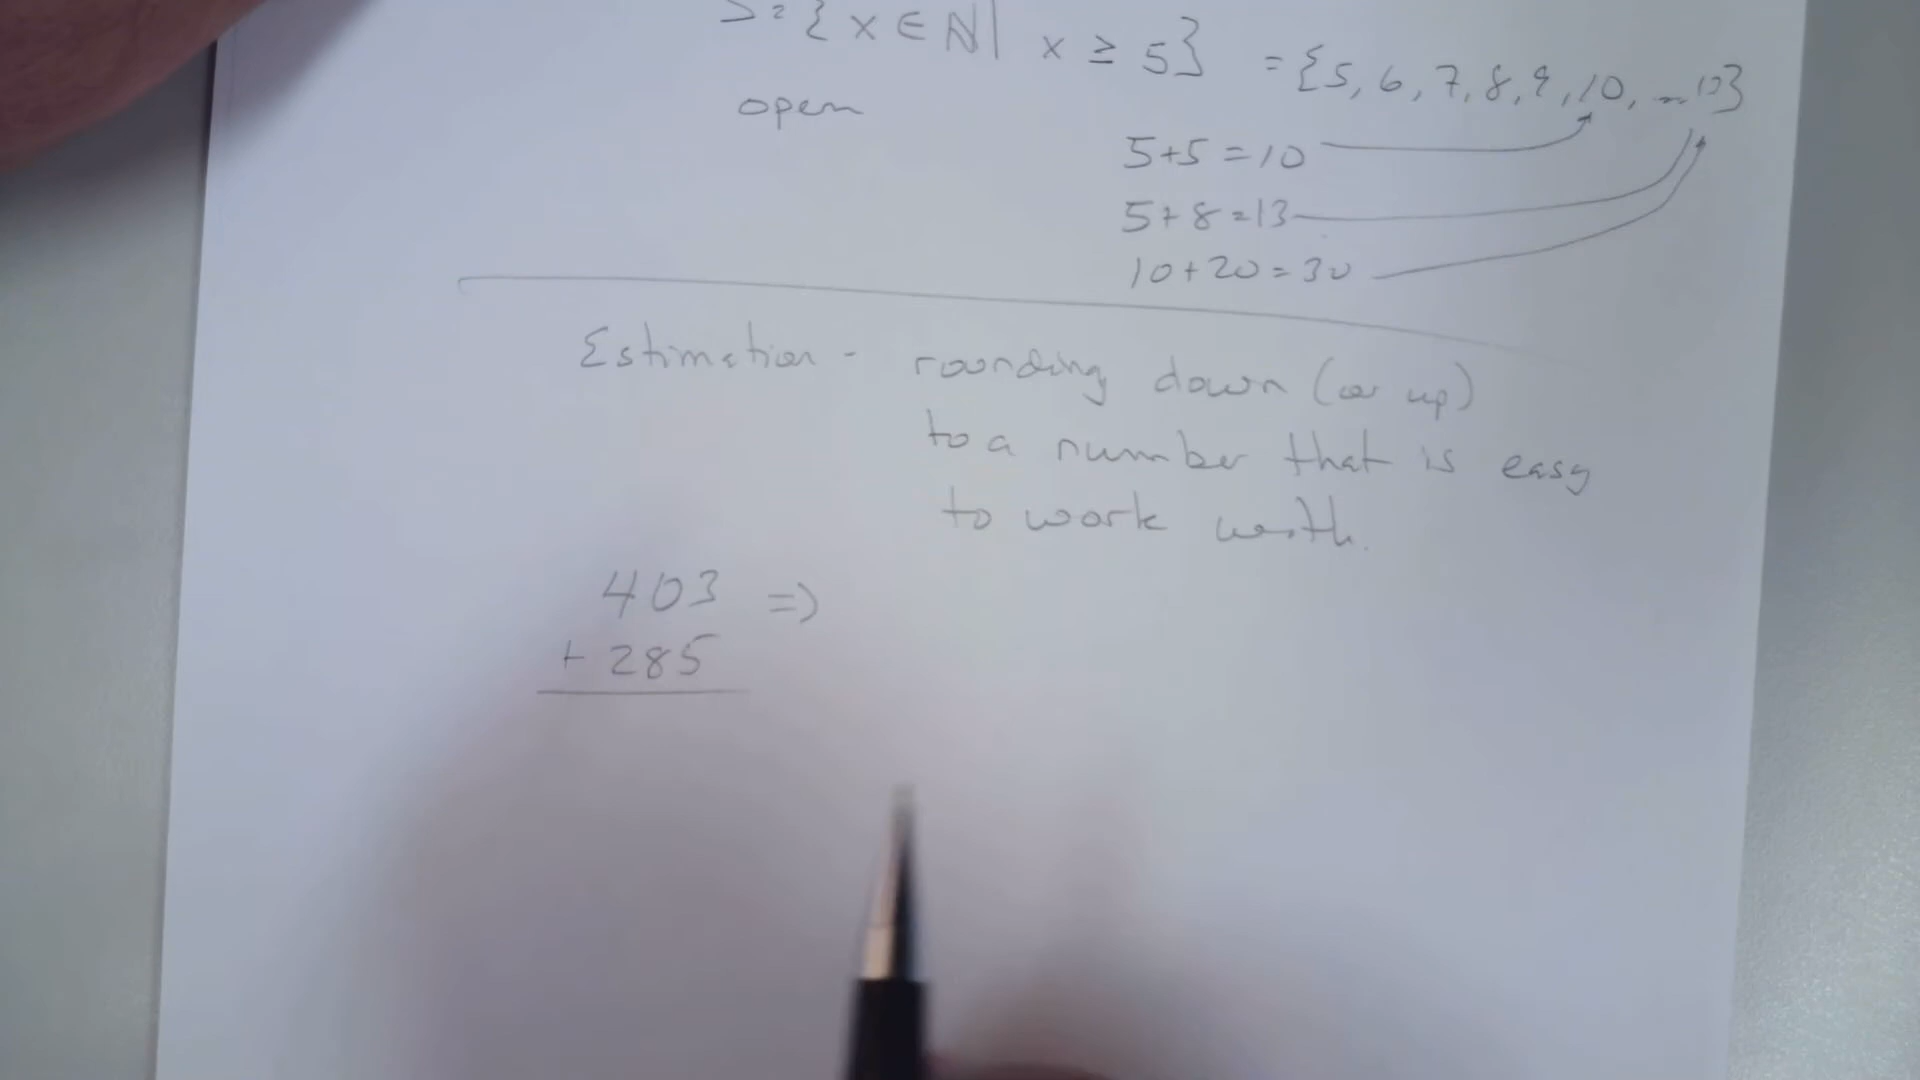 S = { x ∈ ℕ | x ≥ 5} = {5, 6, 7, 8, 9, 10, ...}
open
5+5 = 10
5+8 = 13
10+20 = 30
Estimation - rounding down (or up)
to a number that is easy
to work with.
403 =>
+ 285